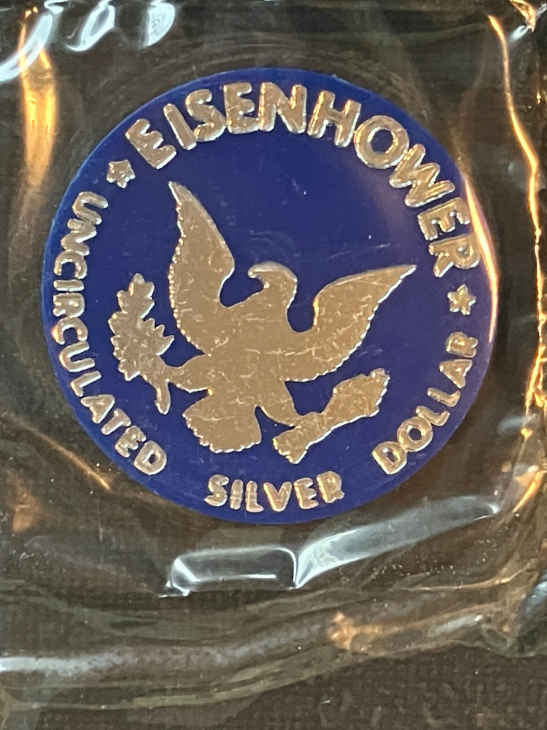 ★ EISENHOWER ★
UNCIRCULATED SILVER DOLLAR